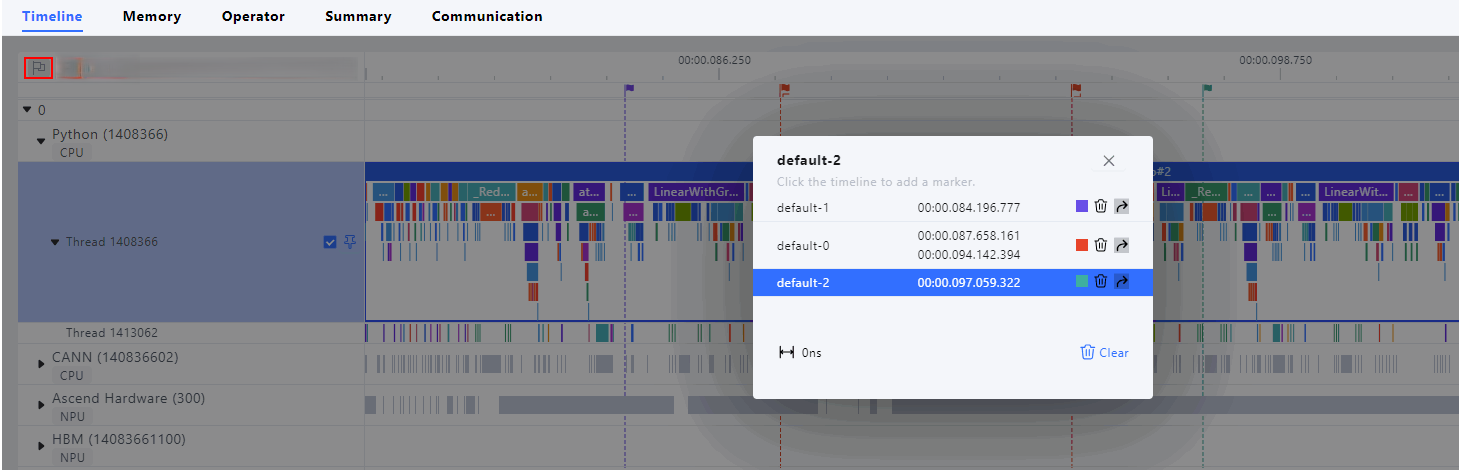 Timeline Memory Operator Summary Communication
00:00.086.250 00:00.098.750
0
Python (1408366)
CPU
default-2
Click the timeline to add a marker.
#2
... _Red... a... at... ... LinearWithGr... Li... _Re... ... ... LinearWit... ...
default-1 00:00.084.196.777
... a... ... ... ...
Thread 1408366
default-0 00:00.087.658.161
00:00.094.142.394
default-2 00:00.097.059.322
Thread 1413062
0ns Clear
CANN (140836602)
CPU
Ascend Hardware (300)
NPU
HBM (14083661100)
NPU